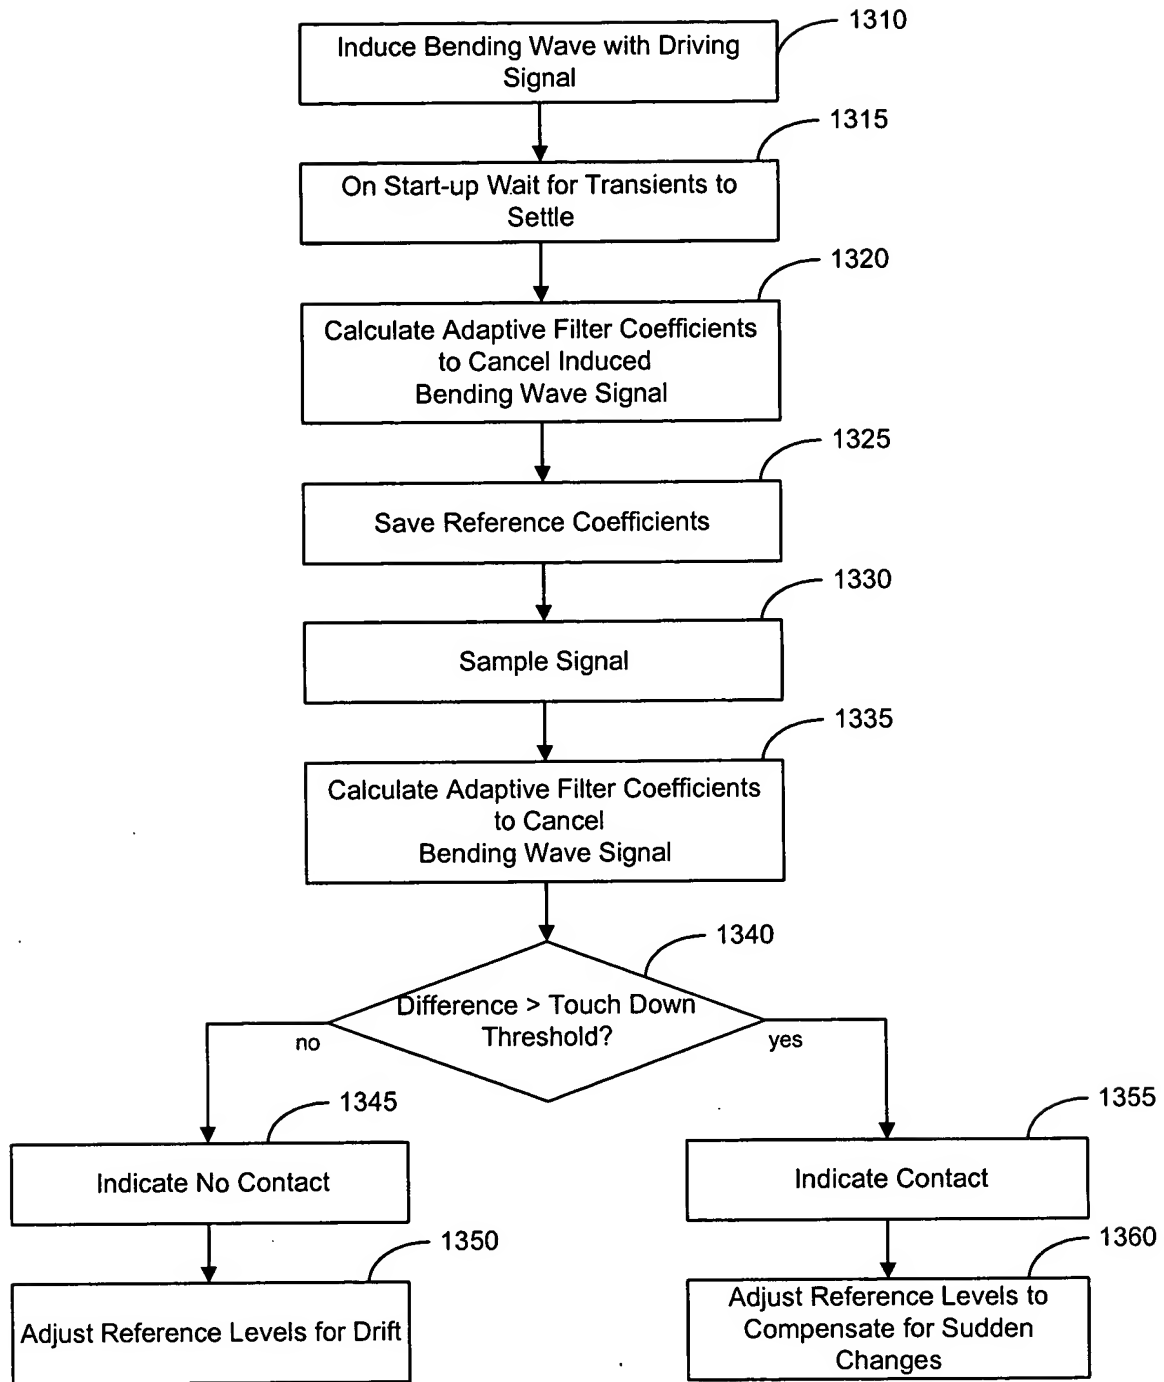 1310
Induce Bending Wave with Driving
Signal
1315
On Start-up Wait for Transients to
Settle
1320
Calculate Adaptive Filter Coefficients
to Cancel Induced
Bending Wave Signal
1325
Save Reference Coefficients
1330
Sample Signal
1335
Calculate Adaptive Filter Coefficients
to Cancel
Bending Wave Signal
1340
Difference > Touch Down
Threshold?
no
yes
1345
Indicate No Contact
1355
Indicate Contact
1350
Adjust Reference Levels for Drift
1360
Adjust Reference Levels to
Compensate for Sudden
Changes